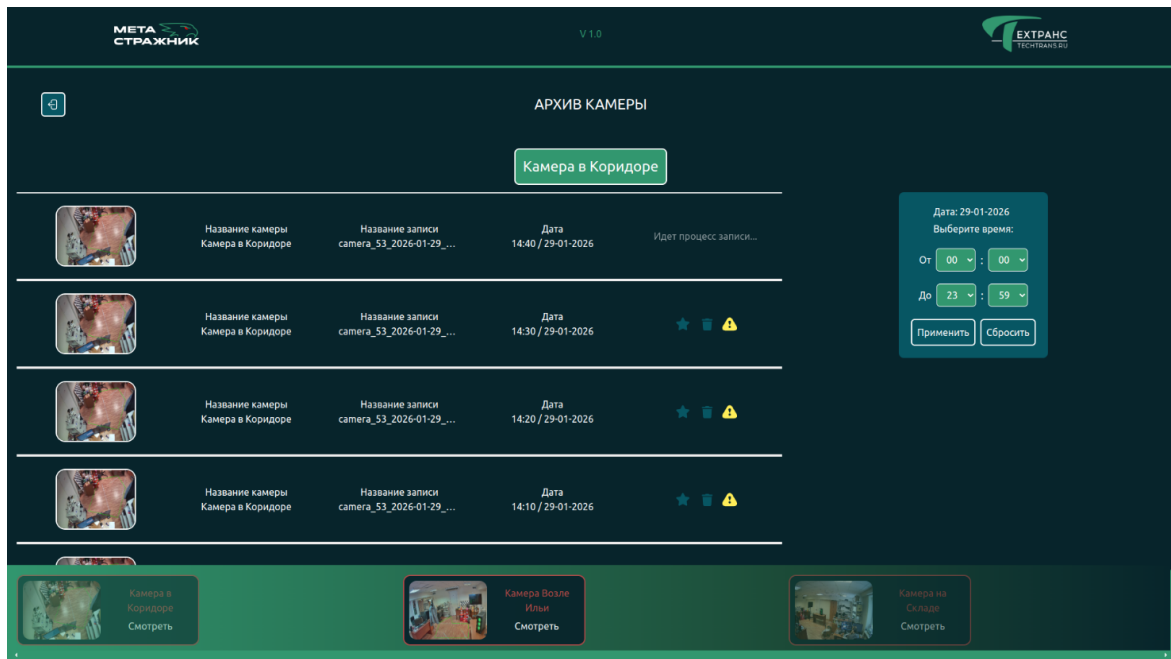 МЕТА
СТРАЖНИК
V 1.0
ЕХТРАНС
TECHTRANS.RU
АРХИВ КАМЕРЫ
Камера в Коридоре
Название камеры
Камера в Коридоре
Название записи
camera_53_2026-01-29_...
Дата
14:40 / 29-01-2026
Идет процесс записи...
Название камеры
Камера в Коридоре
Название записи
camera_53_2026-01-29_...
Дата
14:30 / 29-01-2026
Название камеры
Камера в Коридоре
Название записи
camera_53_2026-01-29_...
Дата
14:20 / 29-01-2026
Название камеры
Камера в Коридоре
Название записи
camera_53_2026-01-29_...
Дата
14:10 / 29-01-2026
Дата: 29-01-2026
Выберите время:
От 00 : 00
До 23 : 59
Применить Сбросить
Камера в
Коридоре
Смотреть
Камера Возле
Ильи
Смотреть
Камера на
Складе
Смотреть